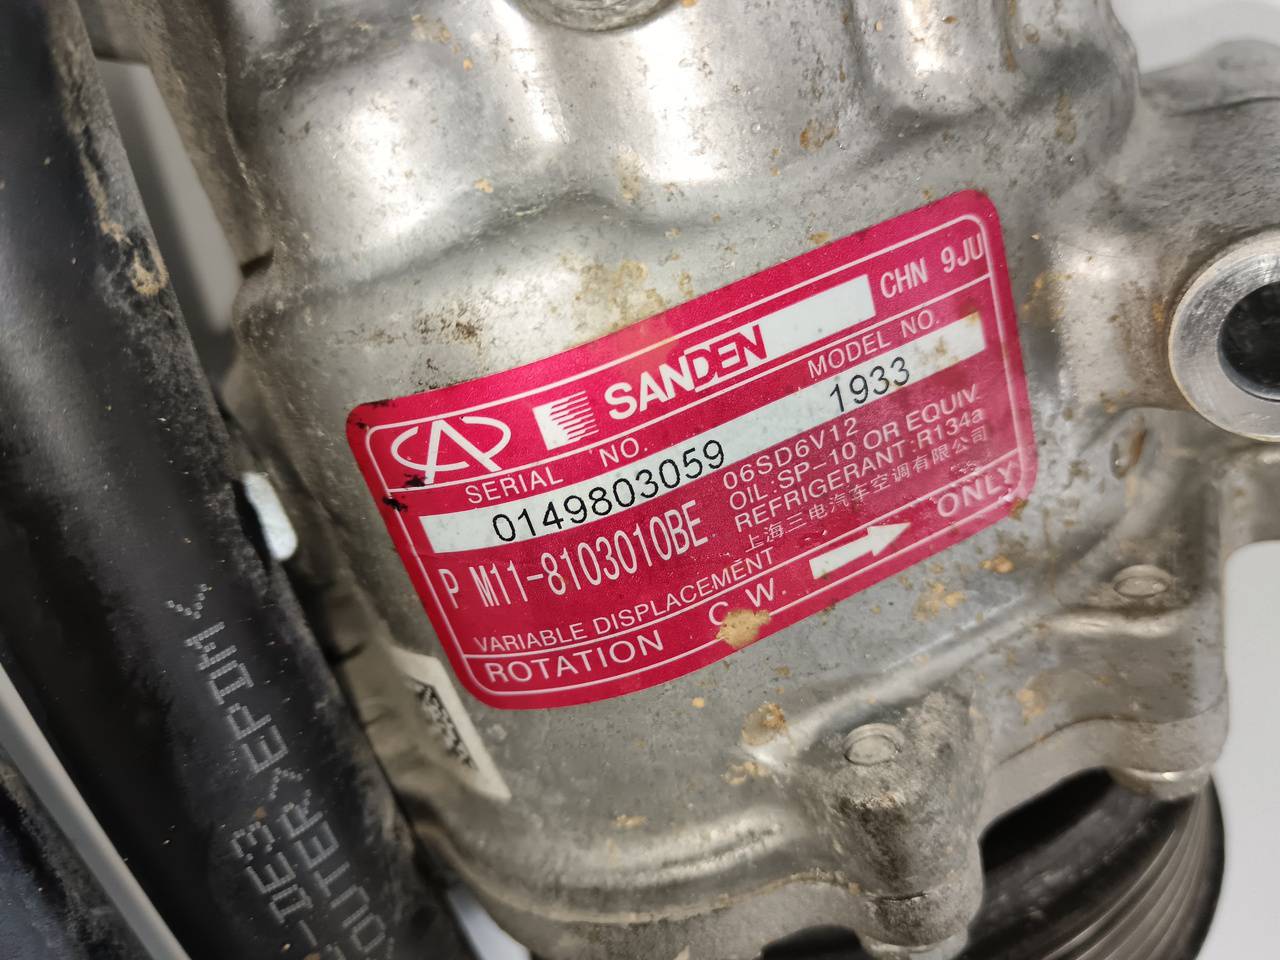 SANDEN CHN 9JU
SERIAL NO. MODEL NO.
0149803059 1933
P M11-8103010BE
06SD6V12
OIL:SP-10 OR EQUIV.
REFRIGERANT:R134a
上海三电汽车空调有限公司
VARIABLE DISPLACEMENT
ROTATION C.W. ONLY
-DE3 >EPDM<
OUTER